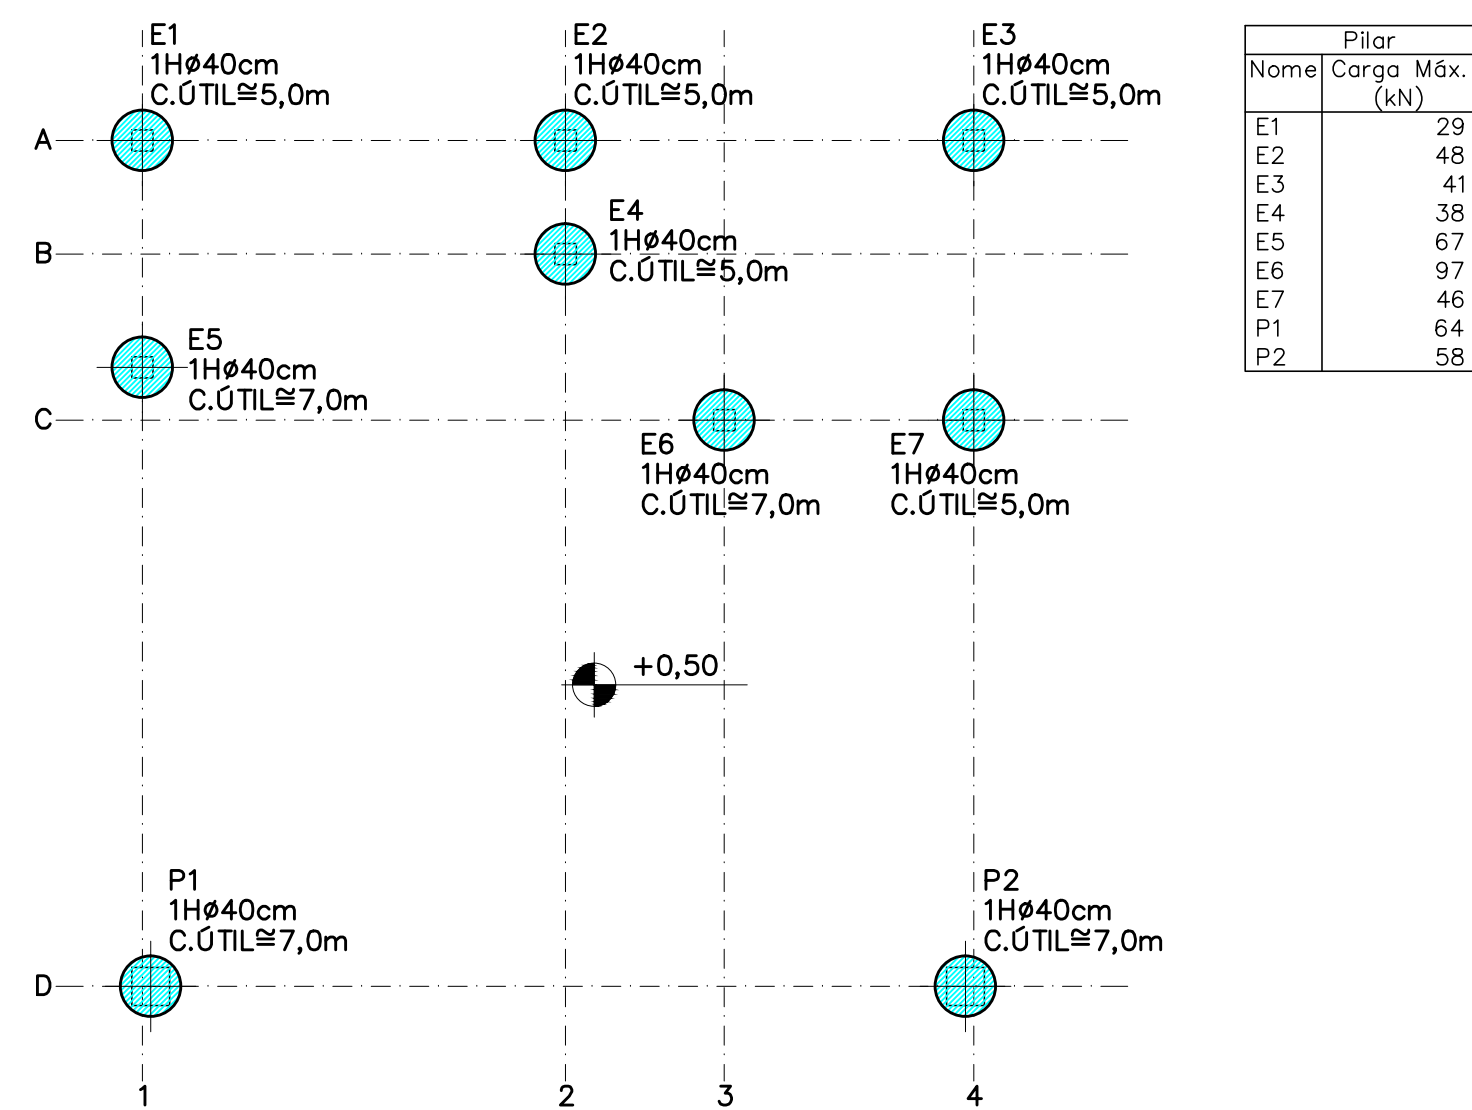 E1
1HØ40cm
C.ÚTIL≅5,0m
E2
1HØ40cm
C.ÚTIL≅5,0m
E3
1HØ40cm
C.ÚTIL≅5,0m
A
E4
1HØ40cm
C.ÚTIL≅5,0m
B
E5
1HØ40cm
C.ÚTIL≅7,0m
C
E6
1HØ40cm
C.ÚTIL≅7,0m
E7
1HØ40cm
C.ÚTIL≅5,0m
+0,50
P1
1HØ40cm
C.ÚTIL≅7,0m
P2
1HØ40cm
C.ÚTIL≅7,0m
D
1 2 3 4
Pilar
Nome Carga Máx.
(kN)
E1 29
E2 48
E3 41
E4 38
E5 67
E6 97
E7 46
P1 64
P2 58